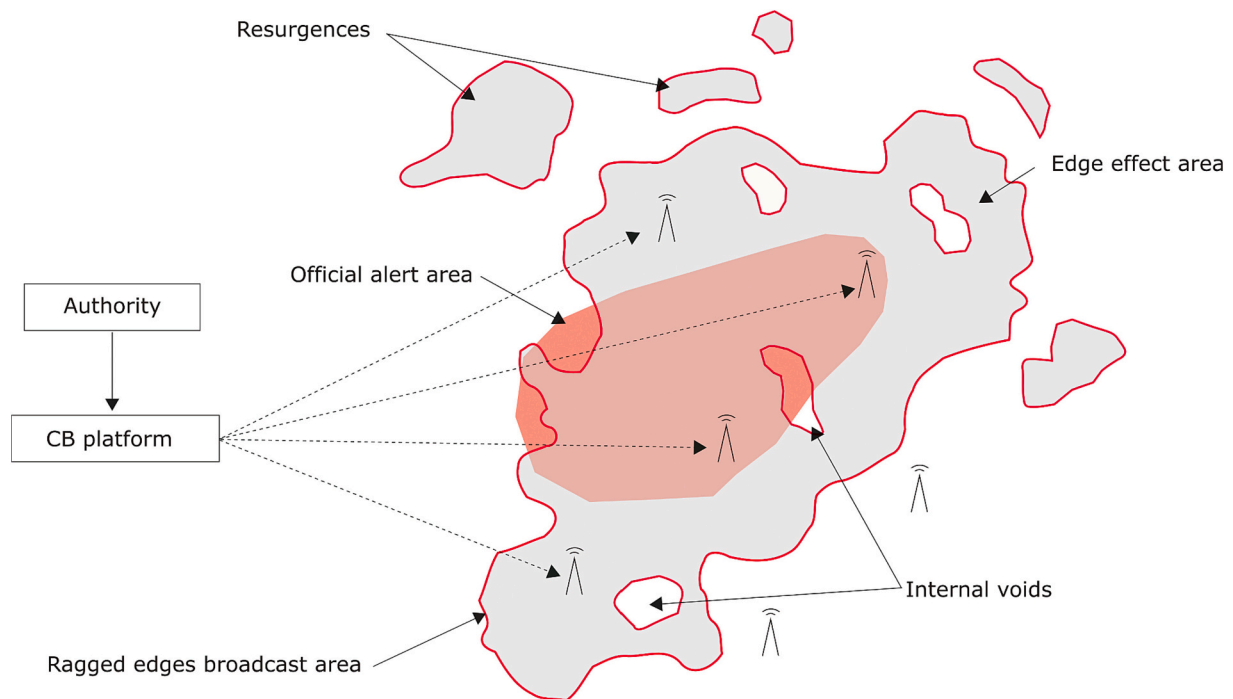 Resurgences
Edge effect area
Official alert area
Authority
CB platform
Internal voids
Ragged edges broadcast area